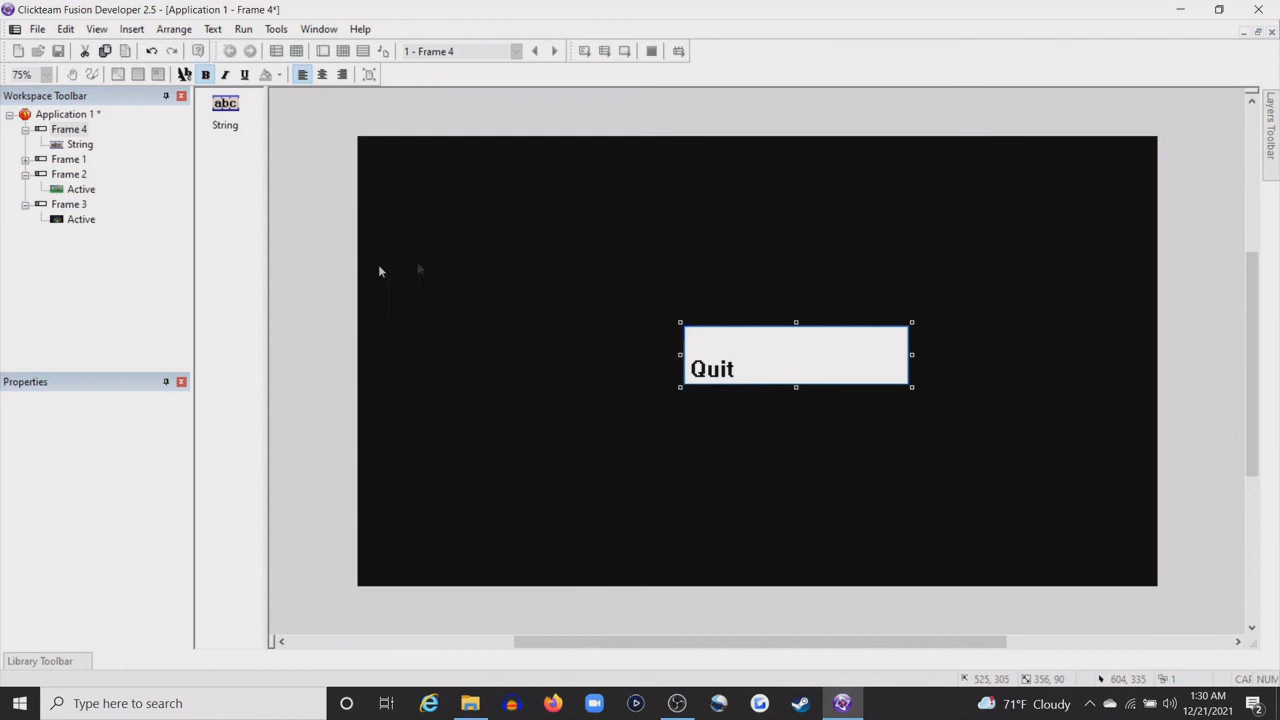 Clickteam Fusion Developer 2.5 - [Application 1 - Frame 4*]
File Edit View Insert Arrange Text Run Tools Window Help
1 - Frame 4
75% B I U
Workspace Toolbar
Application 1 *
Frame 4
String
Frame 1
Frame 2
Active
Frame 3
Active
Properties
Library Toolbar
abc
String
Quit
Layers Toolbar
525, 305 356, 90 604, 335 1 CAF NUM
Type here to search
71°F Cloudy
1:30 AM
12/21/2021
2